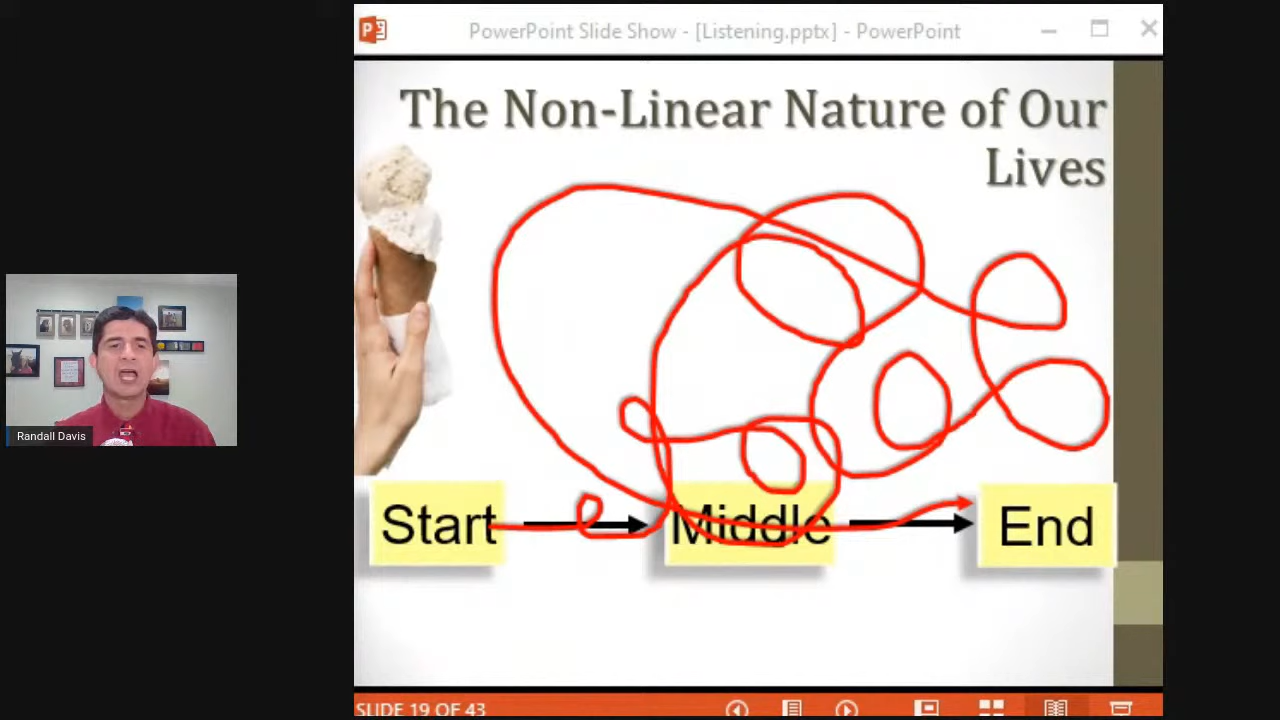 PowerPoint Slide Show - [Listening.pptx] - PowerPoint
The Non-Linear Nature of Our
Lives
Randall Davis
Start
Middle
End
SLIDE 19 OF 43